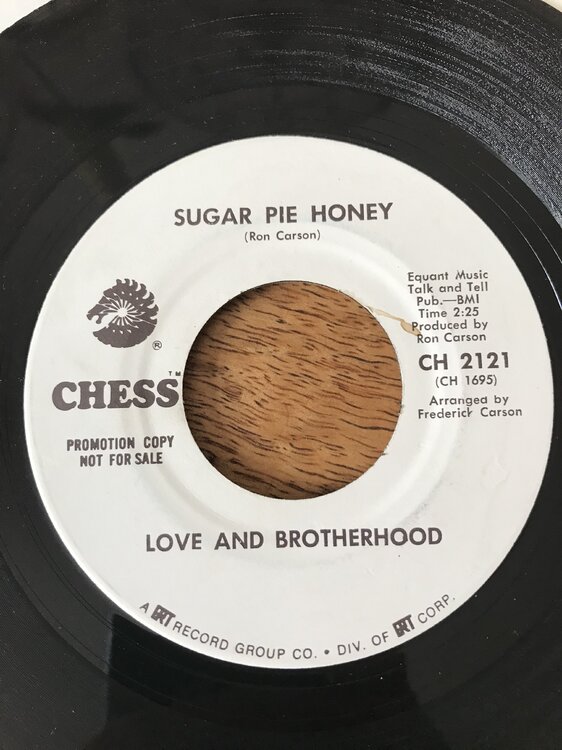 SUGAR PIE HONEY
(Ron Carson)
Equant Music
Talk and Tell
Pub.—BMI
Time 2:25
Produced by
Ron Carson
CH 2121
(CH 1695)
Arranged by
Frederick Carson
®
CHESS™
PROMOTION COPY
NOT FOR SALE
LOVE AND BROTHERHOOD
A GRT RECORD GROUP CO. • DIV. OF GRT CORP.